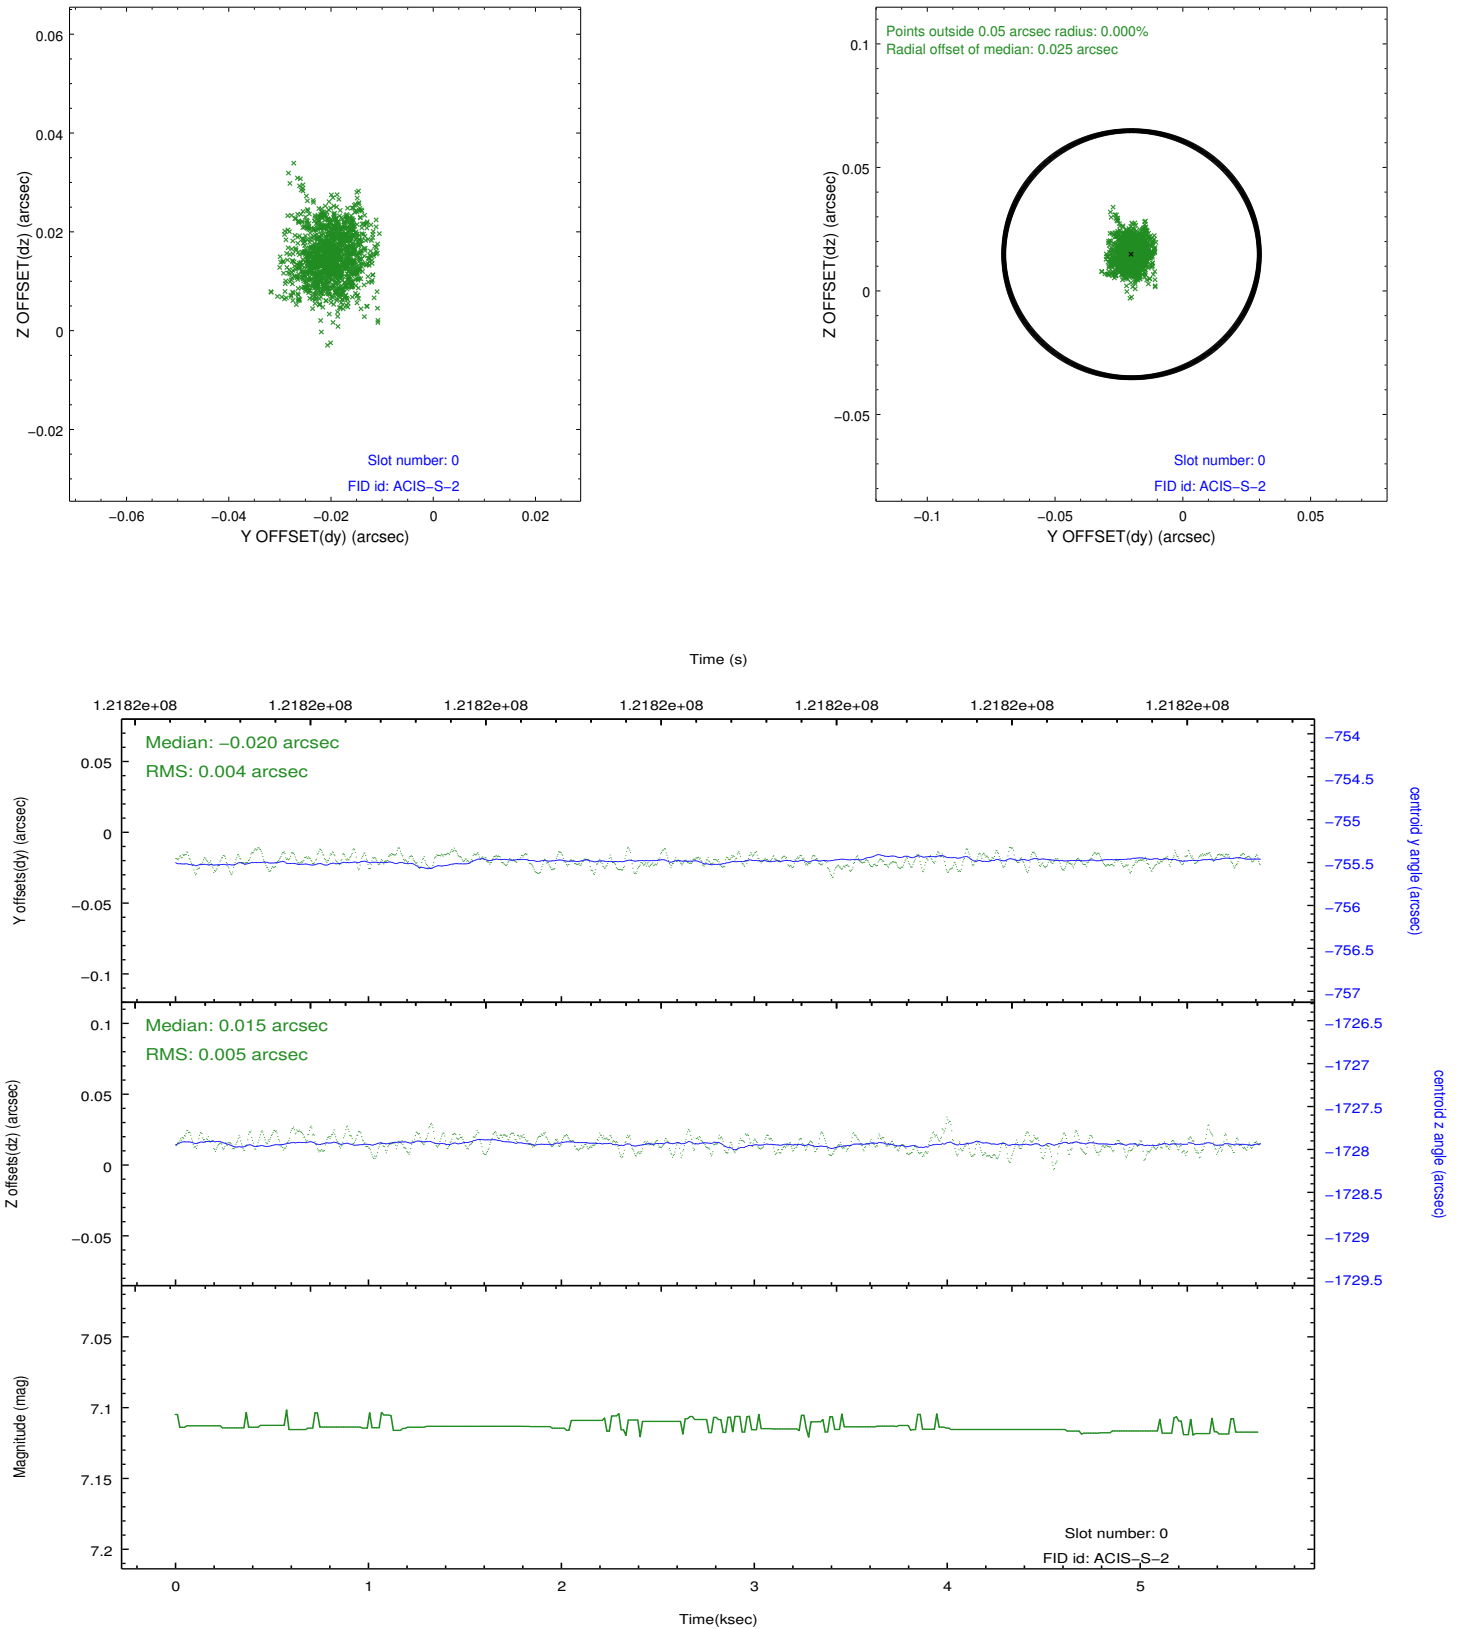 0.06
0.04
0.02
0
−0.02
Z OFFSET(dz) (arcsec)
Slot number: 0
FID id: ACIS−S−2
−0.06
−0.04
−0.02
0
0.02
Y OFFSET(dy) (arcsec)
Points outside 0.05 arcsec radius: 0.000%
Radial offset of median: 0.025 arcsec
0.1
0.05
0
−0.05
Z OFFSET(dz) (arcsec)
Slot number: 0
FID id: ACIS−S−2
−0.1
−0.05
0
0.05
Y OFFSET(dy) (arcsec)
Time (s)
1.2182e+08
1.2182e+08
1.2182e+08
1.2182e+08
1.2182e+08
1.2182e+08
1.2182e+08
Median: −0.020 arcsec
RMS: 0.004 arcsec
0.05
0
−0.05
−0.1
Y offsets(dy) (arcsec)
−754
−754.5
−755
−755.5
−756
−756.5
−757
centroid y angle (arcsec)
Median: 0.015 arcsec
RMS: 0.005 arcsec
0.1
0.05
0
−0.05
Z offsets(dz) (arcsec)
−1726.5
−1727
−1727.5
−1728
−1728.5
−1729
−1729.5
centroid z angle (arcsec)
7.05
7.1
7.15
7.2
Magnitude (mag)
Slot number: 0
FID id: ACIS−S−2
0
1
2
3
4
5
Time(ksec)